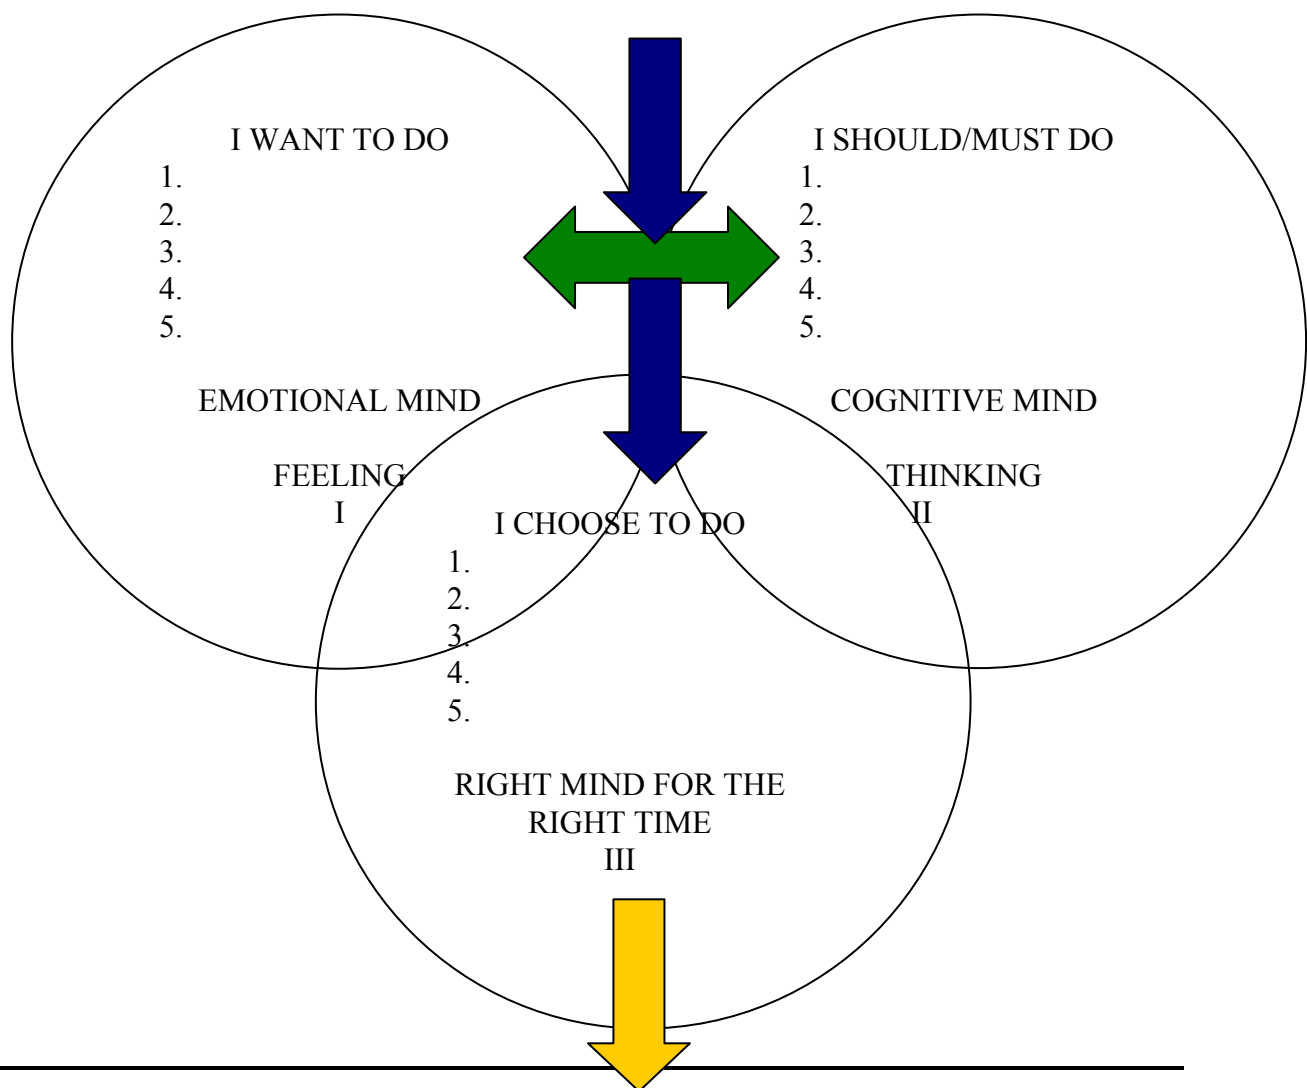 I WANT TO DO
1.
2.
3.
4.
5.
EMOTIONAL MIND
FEELING
I
I SHOULD/MUST DO
1.
2.
3.
4.
5.
COGNITIVE MIND
THINKING
II
I CHOOSE TO DO
1.
2.
3.
4.
5.
RIGHT MIND FOR THE
RIGHT TIME
III